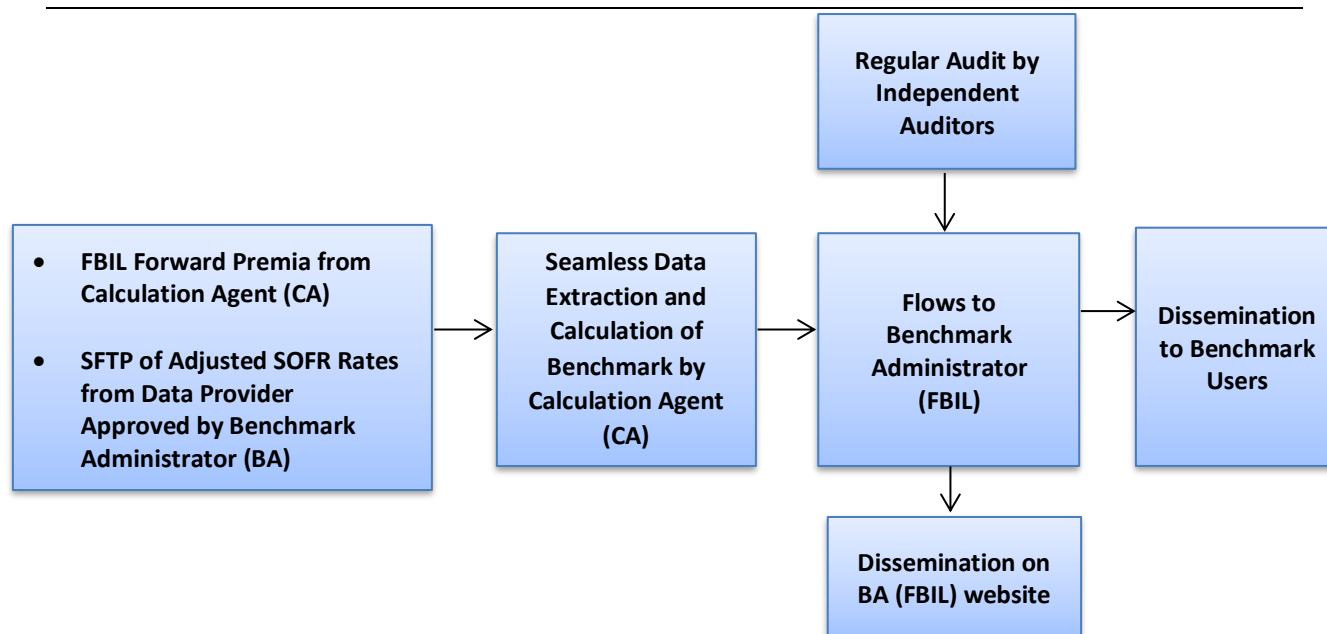 Regular Audit by
Independent
Auditors
• FBIL Forward Premia from
Calculation Agent (CA)
• SFTP of Adjusted SOFR Rates
from Data Provider
Approved by Benchmark
Administrator (BA)
Seamless Data
Extraction and
Calculation of
Benchmark by
Calculation Agent
(CA)
Flows to
Benchmark
Administrator
(FBIL)
Dissemination
to Benchmark
Users
Dissemination on
BA (FBIL) website